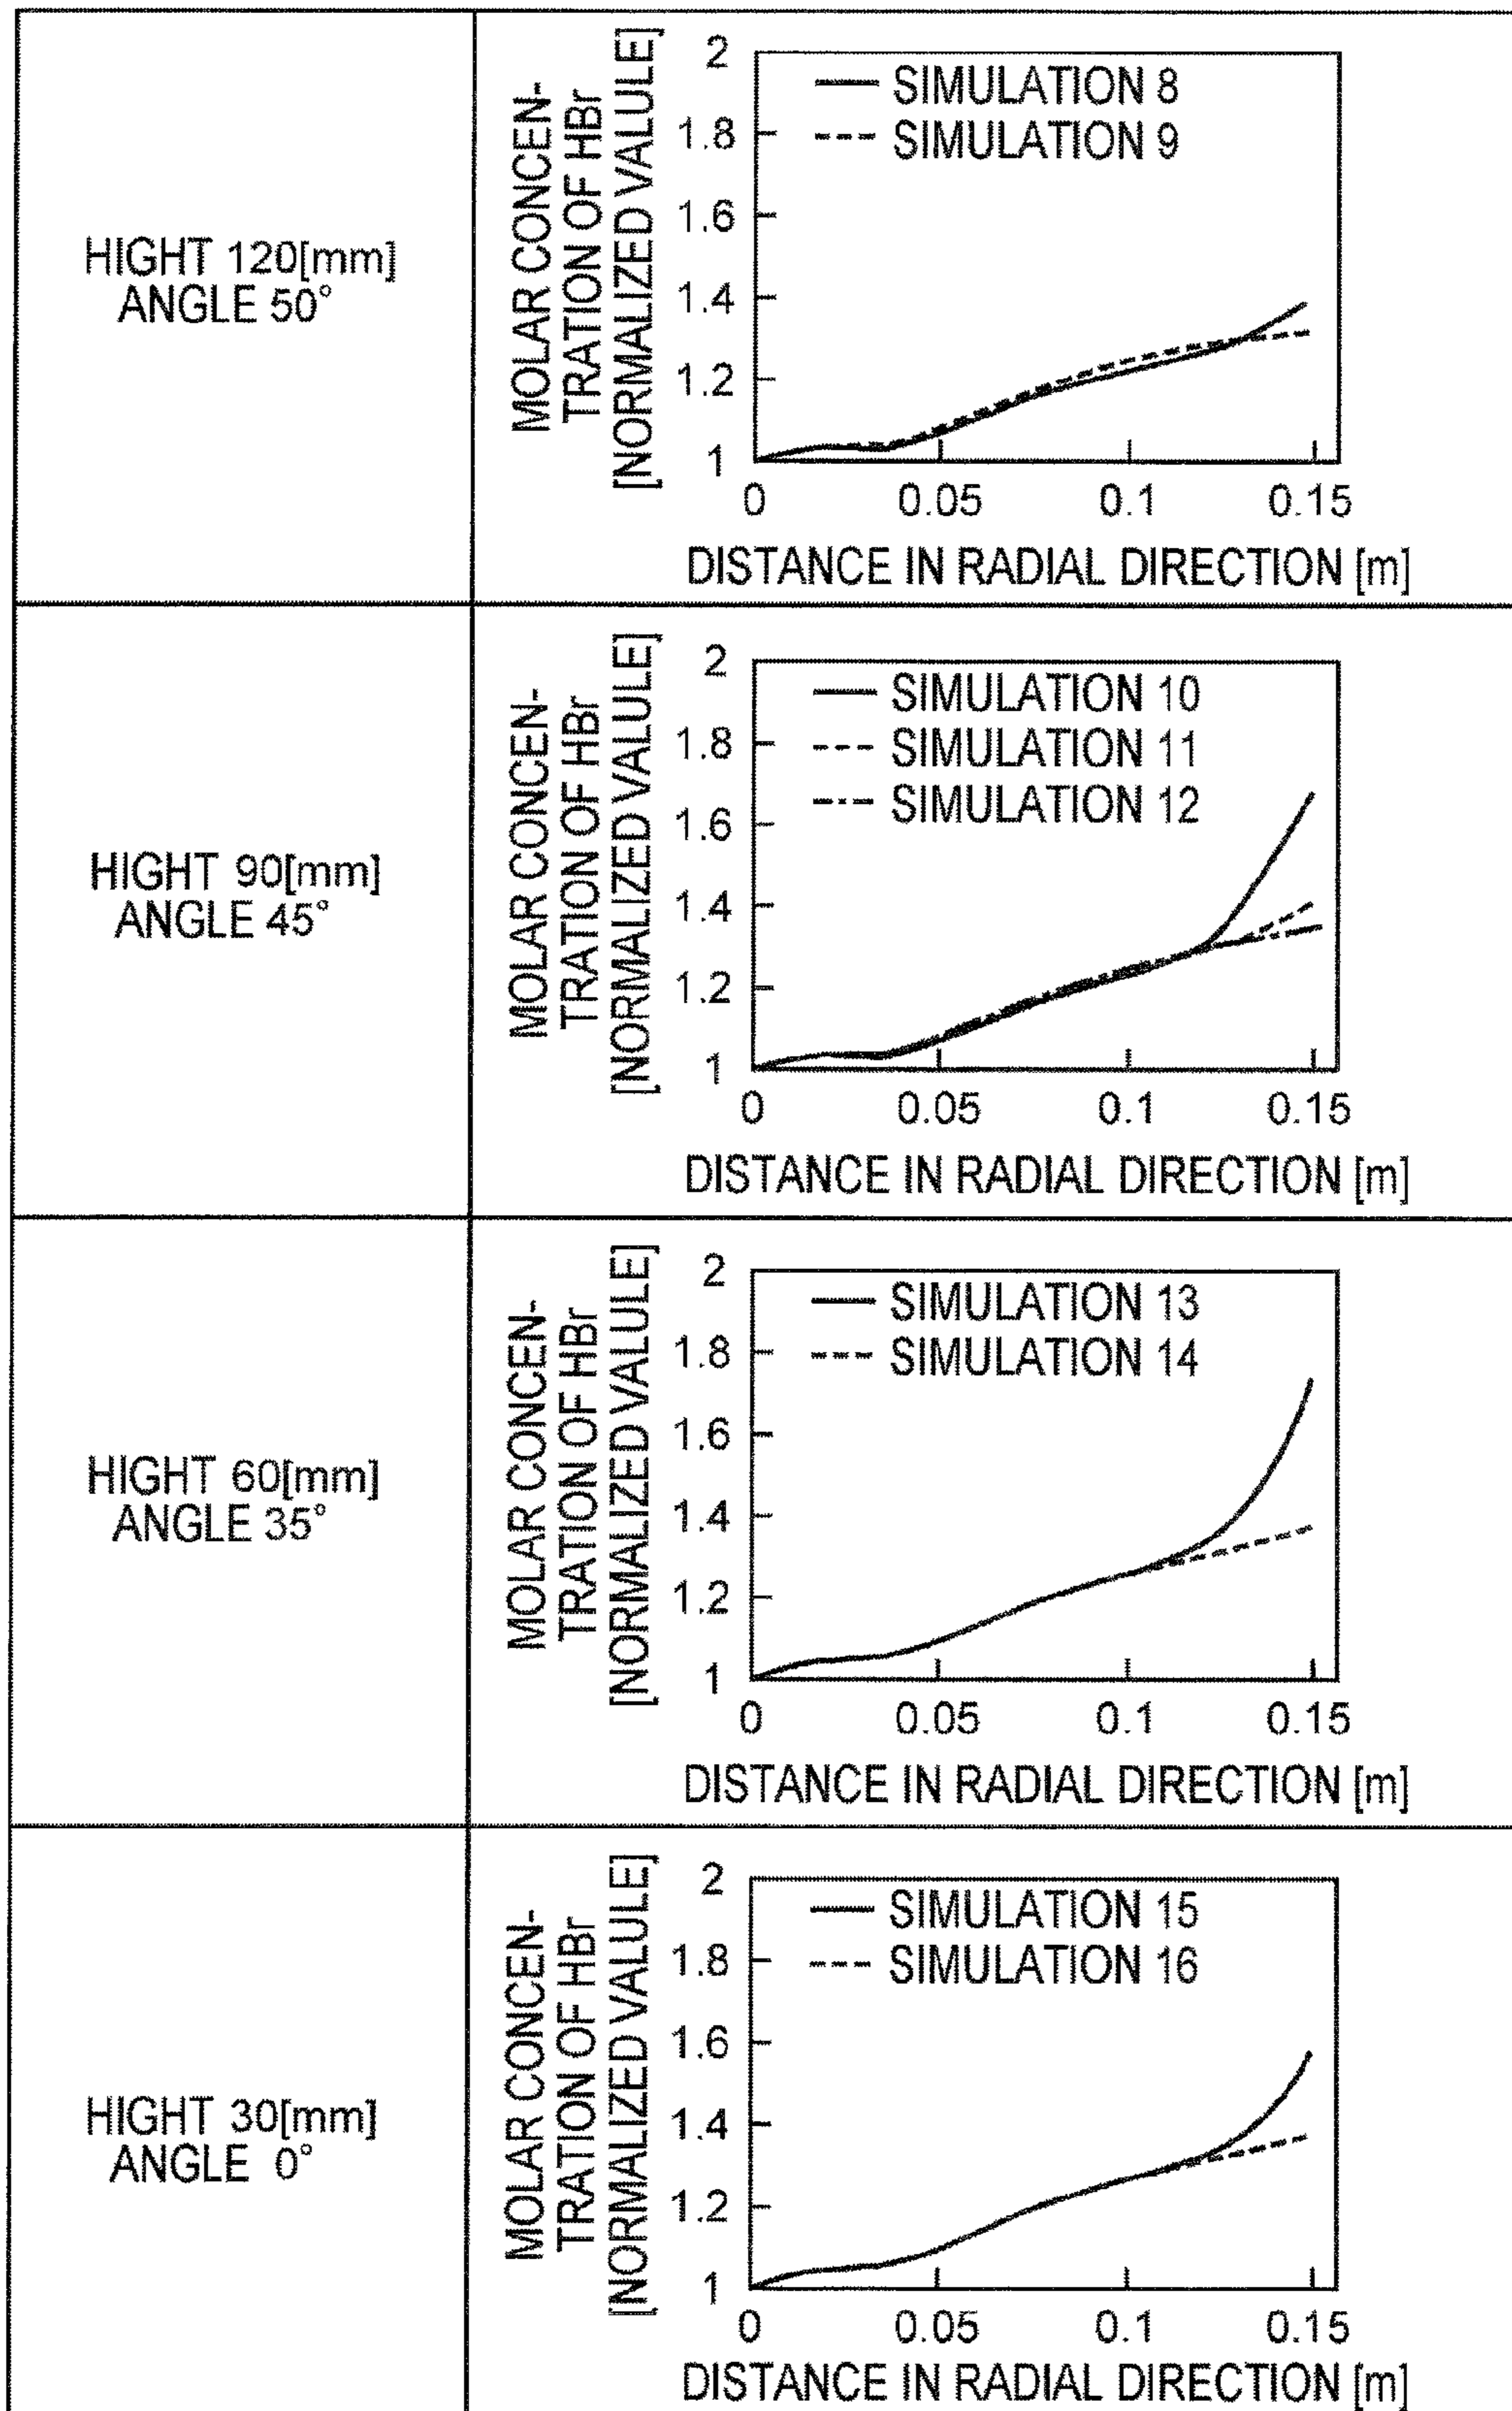 HIGHT 120[mm]
ANGLE 50°
MOLAR CONCEN-
TRATION OF HBr
[NORMALIZED VALULE]
2
1.8
1.6
1.4
1.2
1
SIMULATION 8
SIMULATION 9
0 0.05 0.1 0.15
DISTANCE IN RADIAL DIRECTION [m]
HIGHT 90[mm]
ANGLE 45°
MOLAR CONCEN-
TRATION OF HBr
[NORMALIZED VALULE]
2
1.8
1.6
1.4
1.2
1
SIMULATION 10
SIMULATION 11
SIMULATION 12
0 0.05 0.1 0.15
DISTANCE IN RADIAL DIRECTION [m]
HIGHT 60[mm]
ANGLE 35°
MOLAR CONCEN-
TRATION OF HBr
[NORMALIZED VALULE]
2
1.8
1.6
1.4
1.2
1
SIMULATION 13
SIMULATION 14
0 0.05 0.1 0.15
DISTANCE IN RADIAL DIRECTION [m]
HIGHT 30[mm]
ANGLE 0°
MOLAR CONCEN-
TRATION OF HBr
[NORMALIZED VALULE]
2
1.8
1.6
1.4
1.2
1
SIMULATION 15
SIMULATION 16
0 0.05 0.1 0.15
DISTANCE IN RADIAL DIRECTION [m]